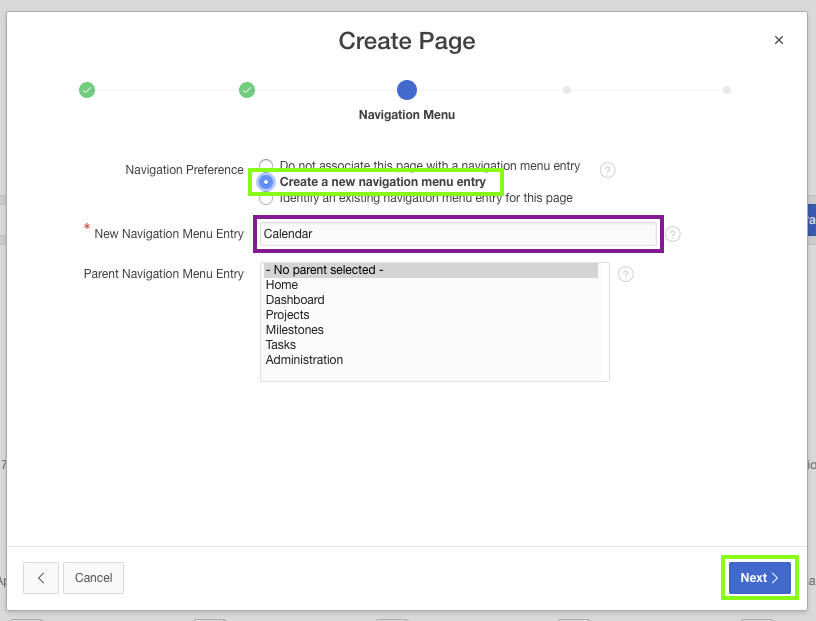 Create Page
×
Navigation Menu
Navigation Preference
Do not associate this page with a navigation menu entry
?
Create a new navigation menu entry
Identify an existing navigation menu entry for this page
* New Navigation Menu Entry
Calendar
?
Parent Navigation Menu Entry
- No parent selected -
?
Home
Dashboard
Projects
Milestones
Tasks
Administration
Cancel
Next